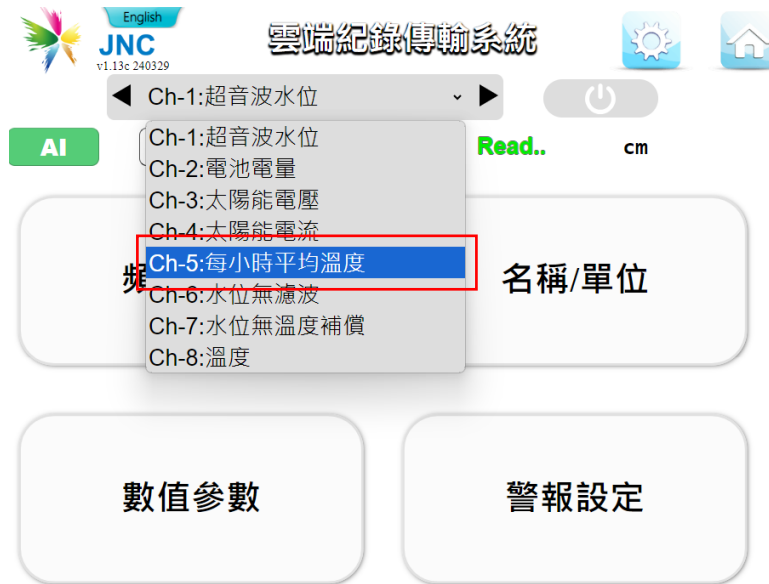 English
JNC
v1.13c 240329
雲端紀錄傳輸系統
Ch-1:超音波水位
AI
Read..
cm
Ch-1:超音波水位
Ch-2:電池電量
Ch-3:太陽能電壓
Ch-4:太陽能電流
Ch-5:每小時平均溫度
Ch-6:水位無濾波
Ch-7:水位無溫度補償
Ch-8:溫度
頻
名稱/單位
數值參數
警報設定